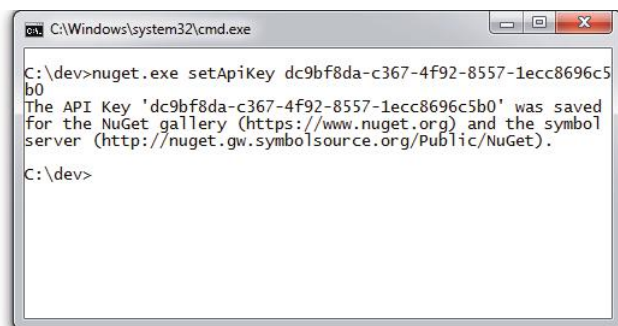 C:\Windows\system32\cmd.exe
C:\dev>nuget.exe setApiKey dc9bf8da-c367-4f92-8557-1ecc8696c5
b0
The API Key 'dc9bf8da-c367-4f92-8557-1ecc8696c5b0' was saved
for the NuGet gallery (https://www.nuget.org) and the symbol
server (http://nuget.gw.symbolsource.org/Public/NuGet).
C:\dev>